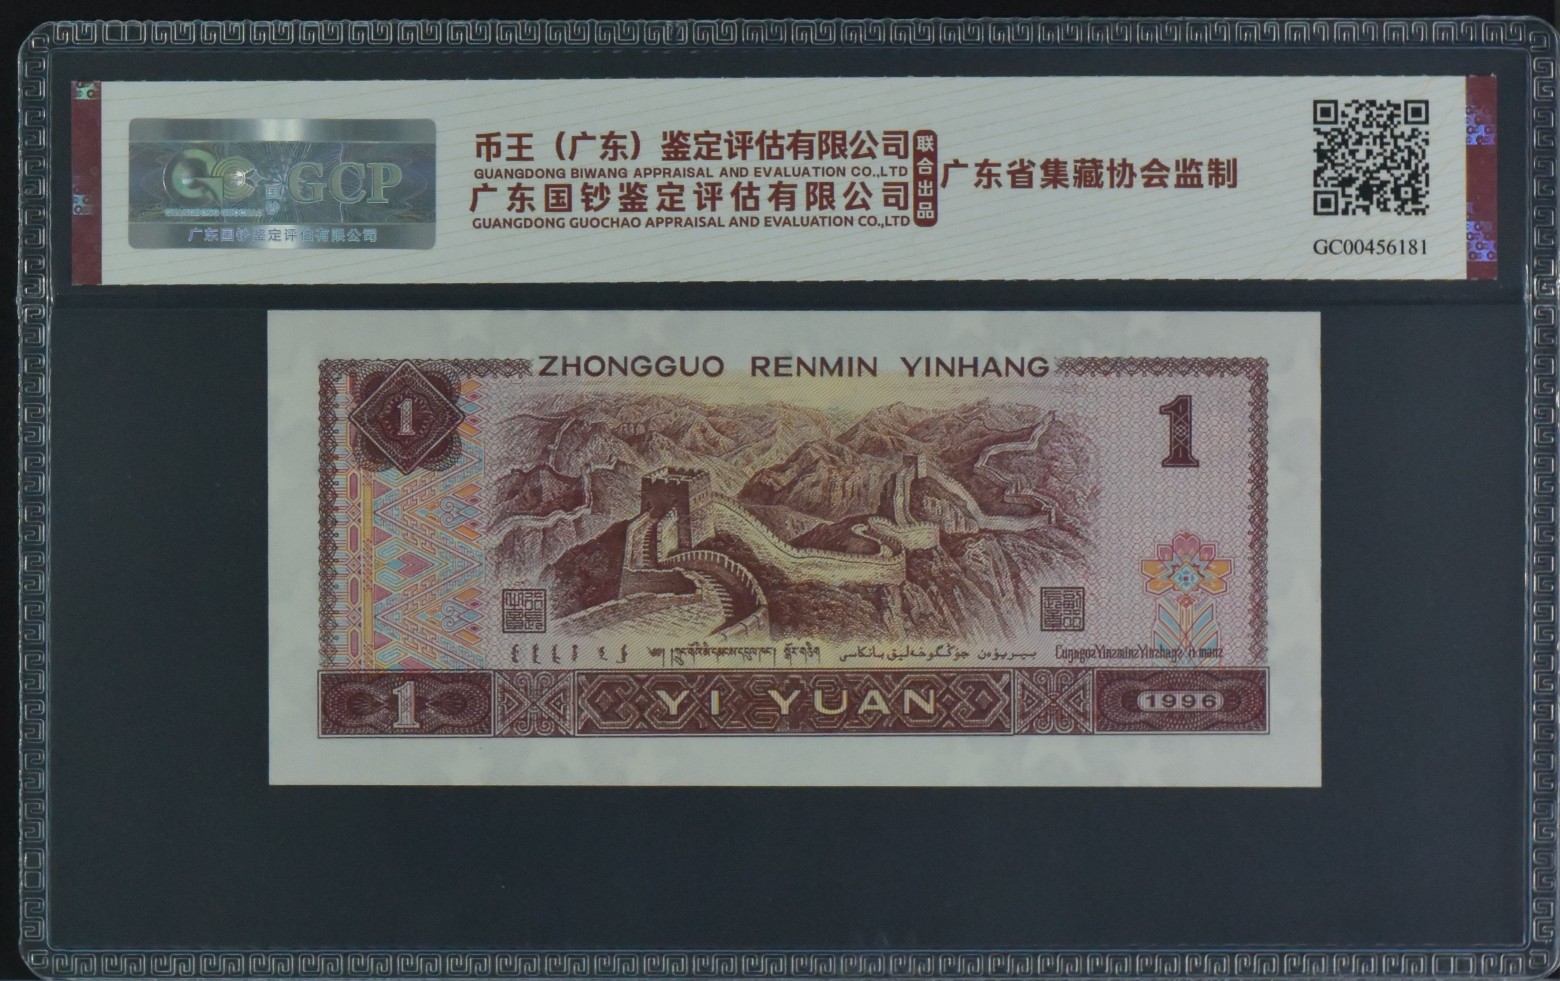 币王（广东）鉴定评估有限公司
GUANGDONG BIWANG APPRAISAL AND EVALUATION CO.,LTD
广东国钞鉴定评估有限公司
GUANGDONG GUOCHAO APPRAISAL AND EVALUATION CO.,LTD
联合出品
广东省集藏协会监制
GCP
广东国钞鉴定评估有限公司
GC00456181
ZHONGGUO RENMIN YINHANG
1
1
1
YI YUAN
1996